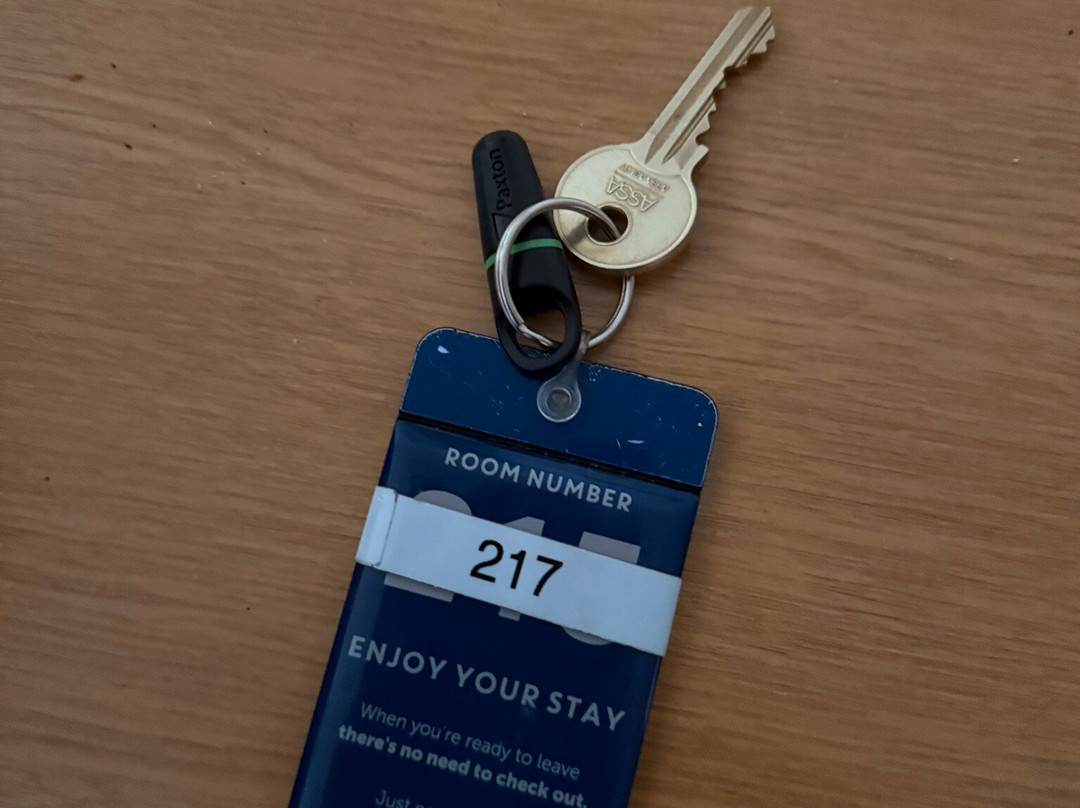 Paxton
ASSA
ROOM NUMBER
217
ENJOY YOUR STAY
When you're ready to leave
there's no need to check out.
Just